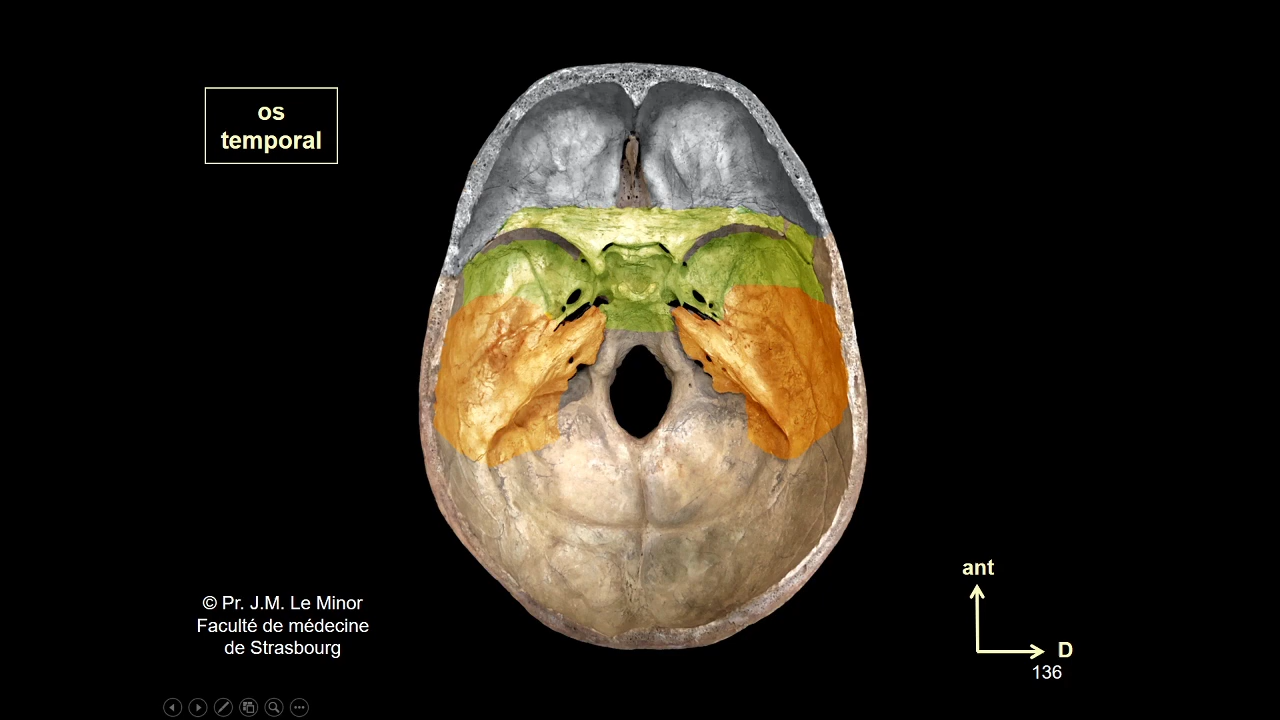 os
temporal
ant
D
136
© Pr. J.M. Le Minor
Faculté de médecine
de Strasbourg